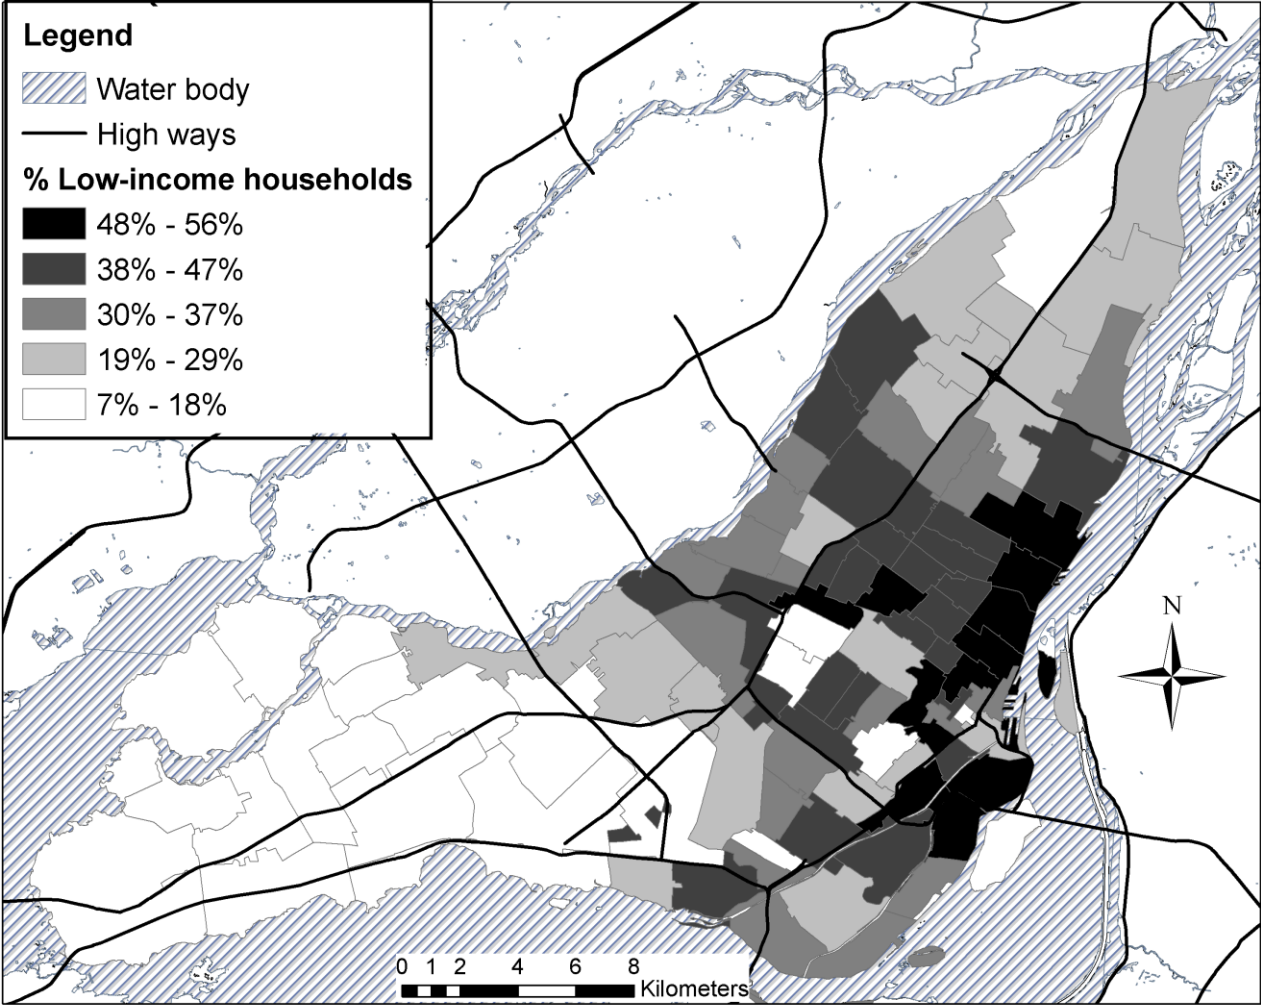 Legend
Water body
High ways
% Low-income households
48% - 56%
38% - 47%
30% - 37%
19% - 29%
7% - 18%
N
0 1 2 4 6 8
Kilometers